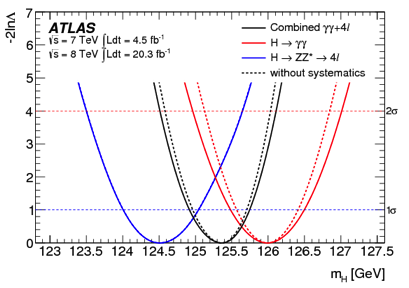 -2lnΛ
7
6
5
4
3
2
1
0
ATLAS
√s = 7 TeV ∫Ldt = 4.5 fb⁻¹
√s = 8 TeV ∫Ldt = 20.3 fb⁻¹
Combined γγ+4l
H → γγ
H → ZZ* → 4l
without systematics
2σ
1σ
123 123.5 124 124.5 125 125.5 126 126.5 127 127.5
m_H [GeV]